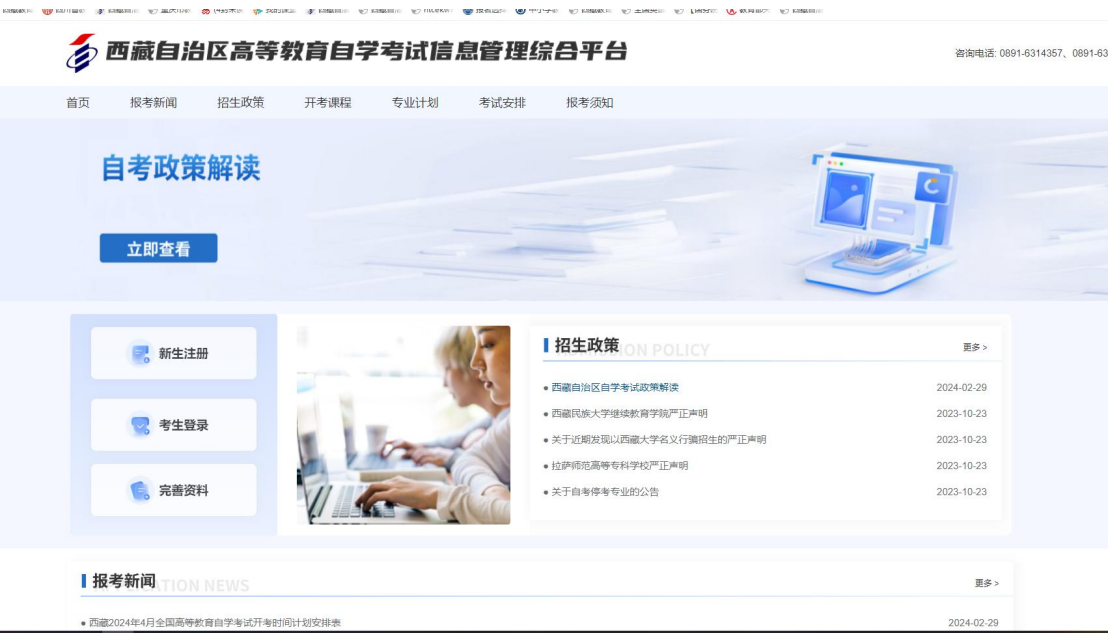 西藏自治区高等教育自学考试信息管理综合平台
咨询电话: 0891-6314357、0891-63
首页 报考新闻 招生政策 开考课程 专业计划 考试安排 报考须知
自考政策解读
立即查看
新生注册
考生登录
完善资料
招生政策 ION POLICY 更多 >
西藏自治区自学考试政策解读 2024-02-29
西藏民族大学继续教育学院严正声明 2023-10-23
关于近期发现以西藏大学名义行骗招生的严正声明 2023-10-23
拉萨师范高等专科学校严正声明 2023-10-23
关于自考停考专业的公告 2023-10-23
报考新闻 TION NEWS 更多 >
西藏2024年4月全国高等教育自学考试开考时间计划安排表 2024-02-29